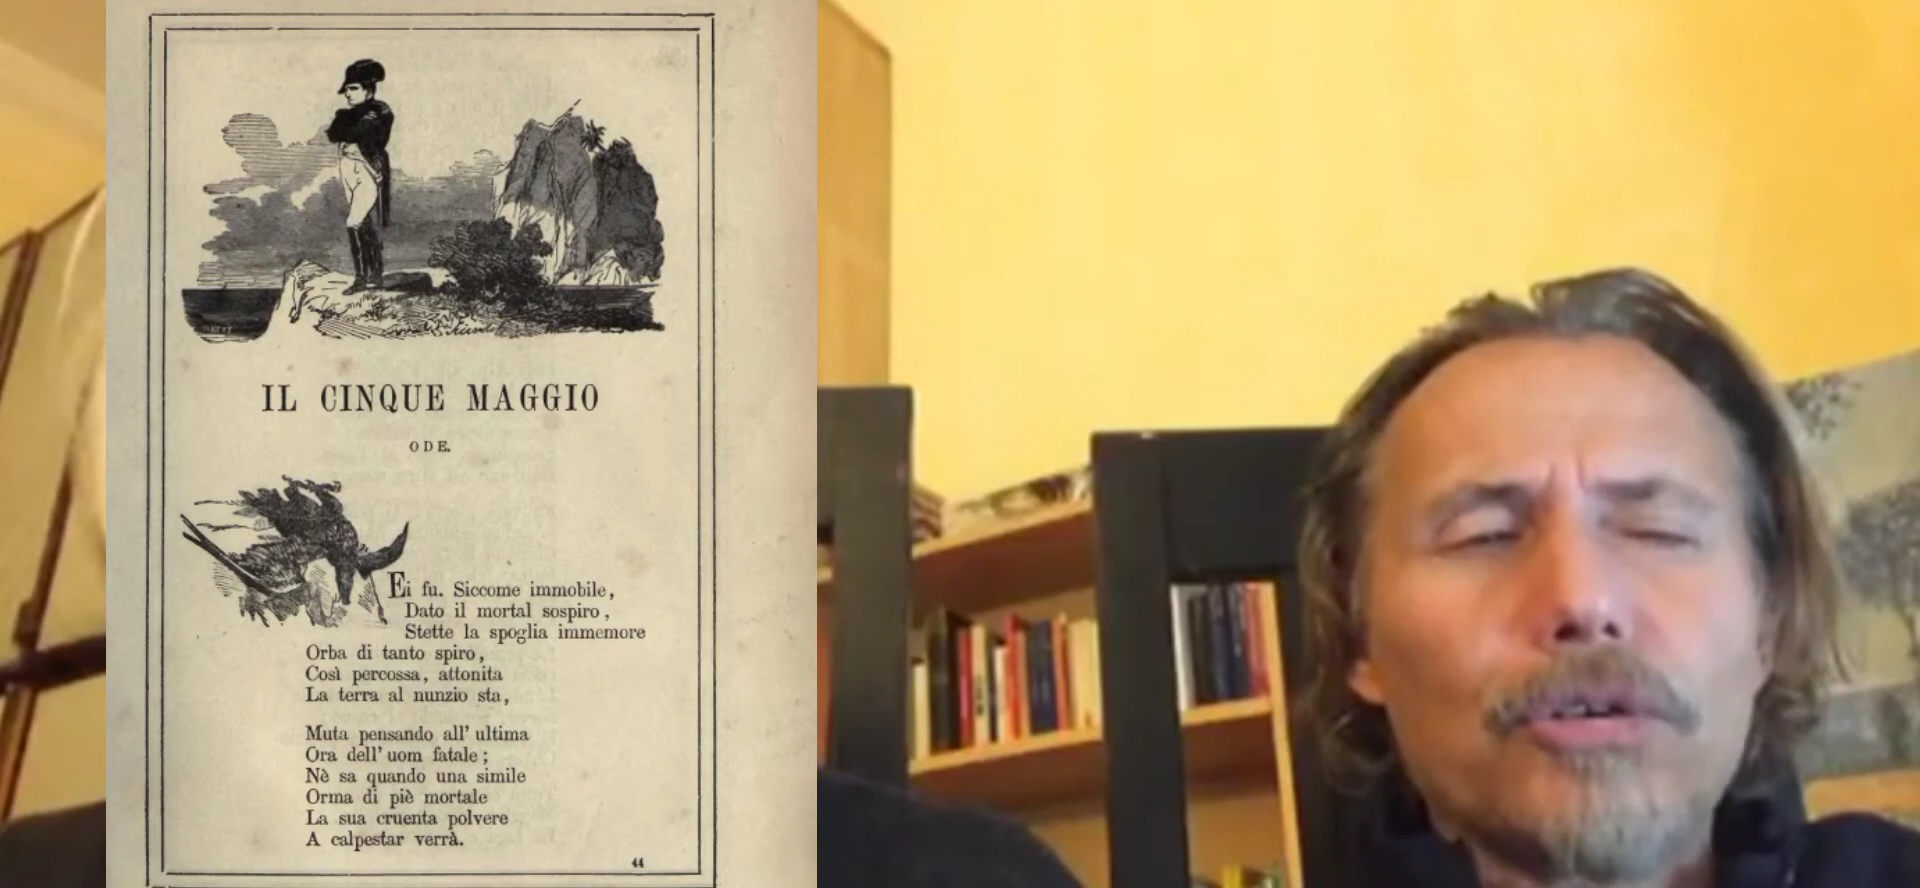 IL CINQUE MAGGIO
ODE.
Ei fu. Siccome immobile,
Dato il mortal sospiro,
Stette la spoglia immemore
Orba di tanto spiro,
Così percossa, attonita
La terra al nunzio sta,
Muta pensando all' ultima
Ora dell' uom fatale;
Nè sa quando una simile
Orma di piè mortale
La sua cruenta polvere
A calpestar verrà.
44